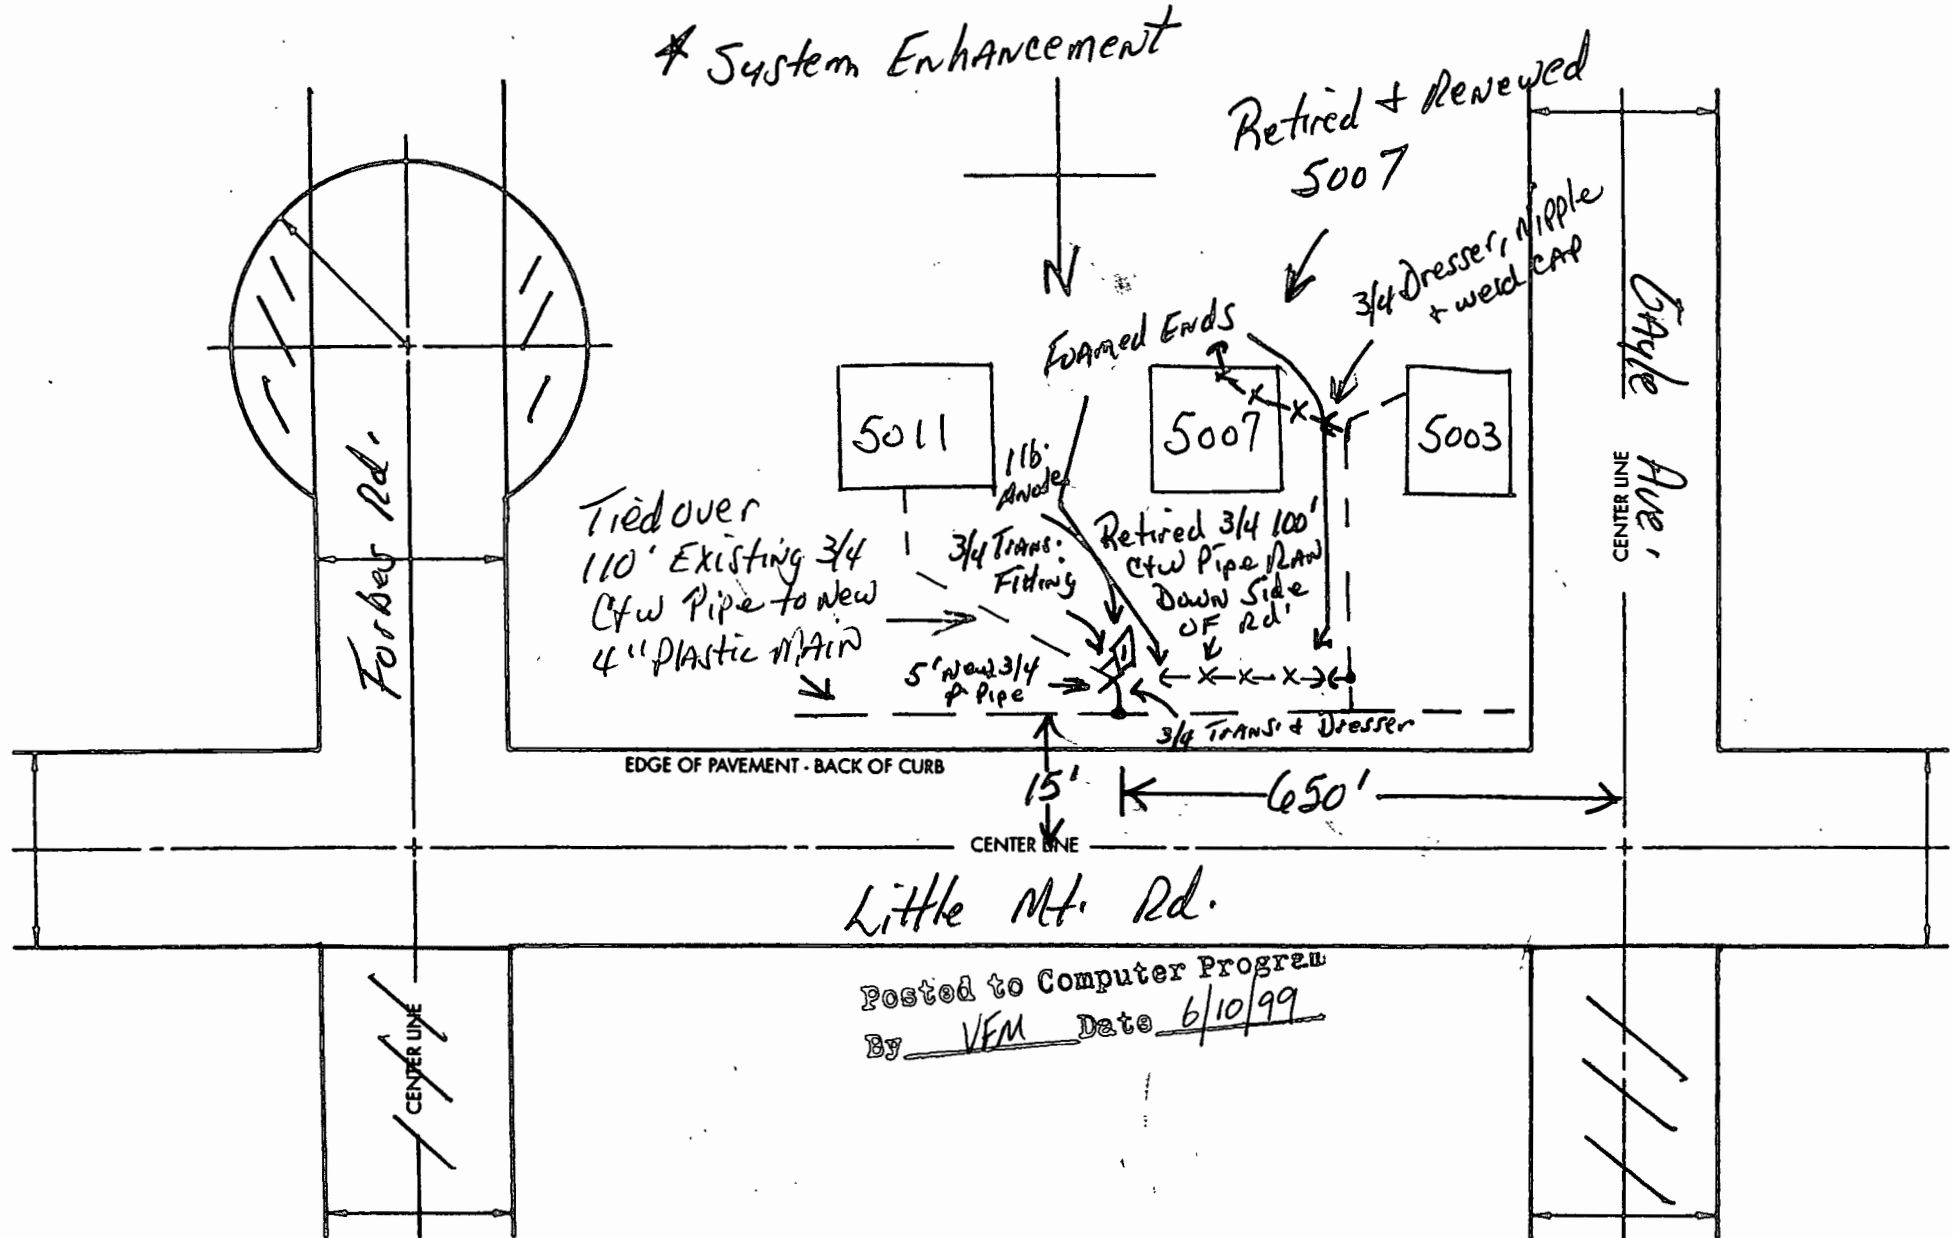 * System Enhancement
Retired + Renewed
5007
3/4 Dresser, Nipple
+ weld CAP
N
Foamed Ends
5011
5007
5003
Gayle Ave.
CENTER LINE
Forbes Rd.
1 lb.
Anode
Tied over
110' Existing 3/4
C+W Pipe to New
4" Plastic MAIN
3/4 Trans.
Fitting
Retired 3/4 100'
C+W Pipe RAN
Down Side
OF Rd'
5' New 3/4
P Pipe
1
3/4 Trans. + Dresser
EDGE OF PAVEMENT - BACK OF CURB
15'
650'
CENTER LINE
Little Mt. Rd.
Posted to Computer Program
By VFM Date 6/10/99
CENTER LINE